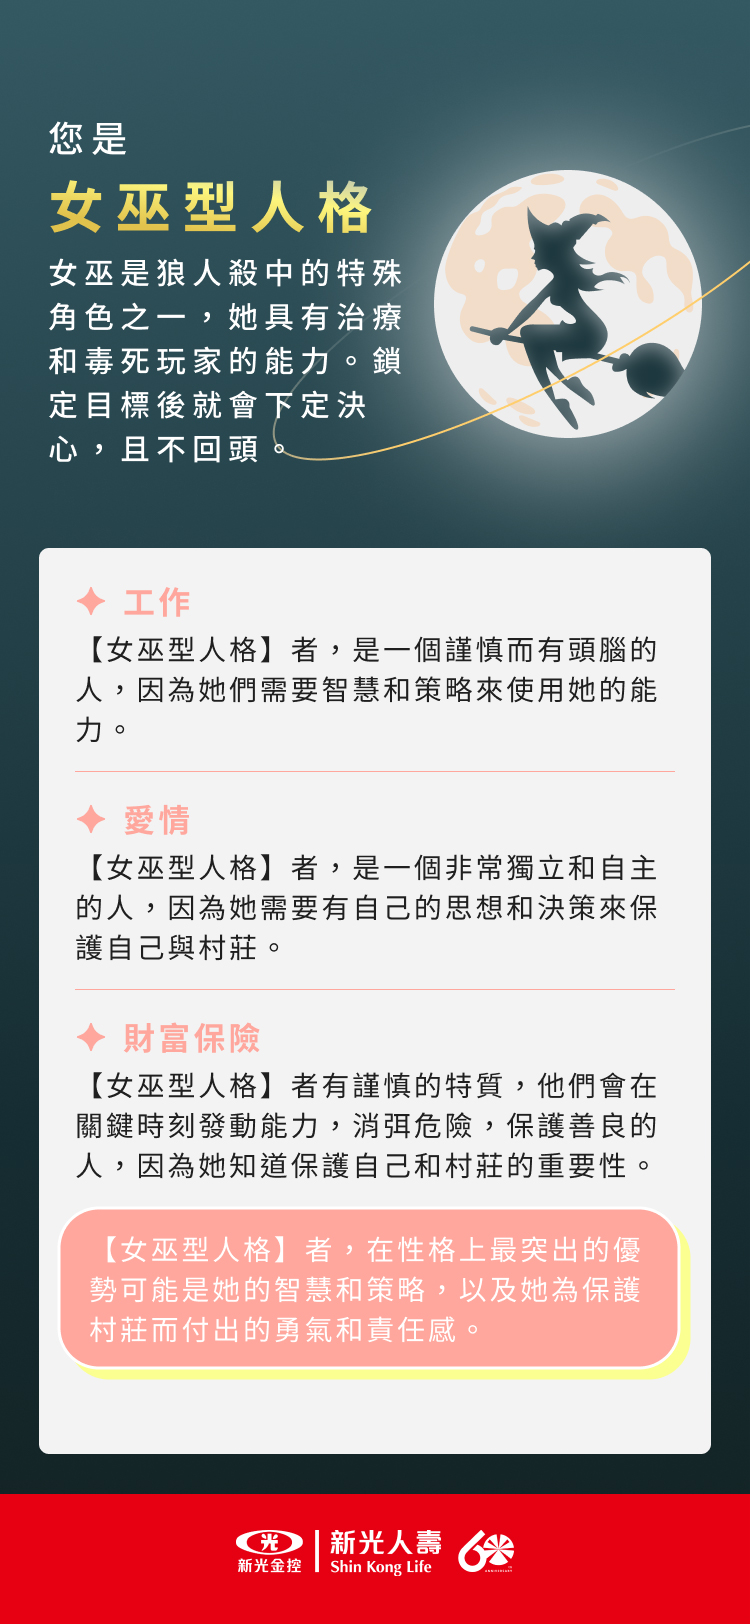 您是
女巫型人格
女巫是狼人殺中的特殊
角色之一，她具有治療
和毒死玩家的能力。鎖
定目標後就會下定決
心，且不回頭。
工作
【女巫型人格】者，是一個謹慎而有頭腦的
人，因為她們需要智慧和策略來使用她的能
力。
愛情
【女巫型人格】者，是一個非常獨立和自主
的人，因為她需要有自己的思想和決策來保
護自己與村莊。
財富保險
【女巫型人格】者有謹慎的特質，他們會在
關鍵時刻發動能力，消弭危險，保護善良的
人，因為她知道保護自己和村莊的重要性。
【女巫型人格】者，在性格上最突出的優
勢可能是她的智慧和策略，以及她為保護
村莊而付出的勇氣和責任感。
光
新光金控
新光人壽
Shin Kong Life
60
TH
ANNIVERSARY